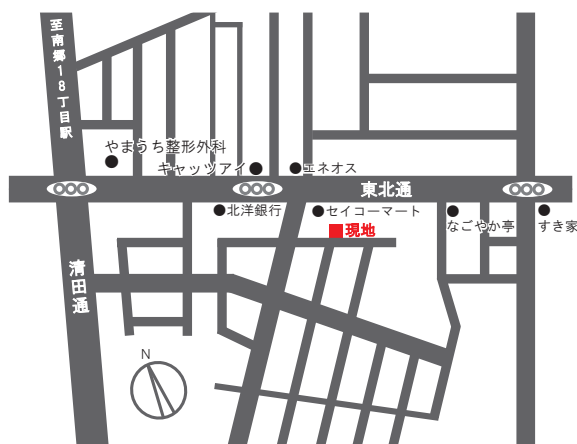 至南郷18丁目駅
やまうち整形外科
キャッツアイ
エネオス
東北通
北洋銀行
セイコーマート
なごやか亭
すき家
現地
清田通
N